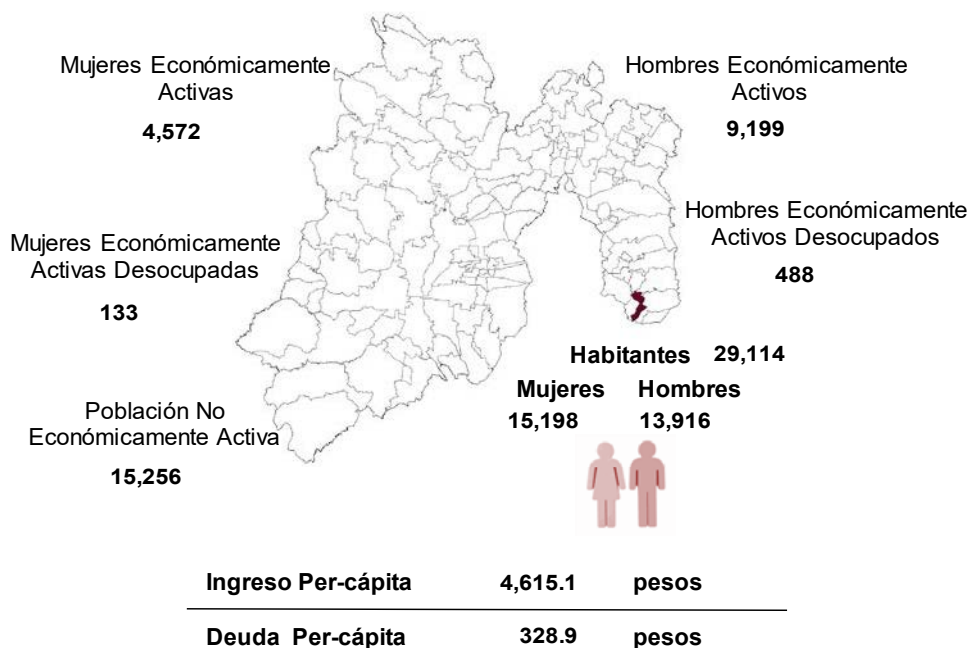 Mujeres Económicamente
Activas
4,572
Hombres Económicamente
Activos
9,199
Mujeres Económicamente
Activas Desocupadas
133
Hombres Económicamente
Activos Desocupados
488
Habitantes 29,114
Mujeres Hombres
15,198 13,916
Población No
Económicamente Activa
15,256
Ingreso Per-cápita 4,615.1 pesos
Deuda Per-cápita 328.9 pesos